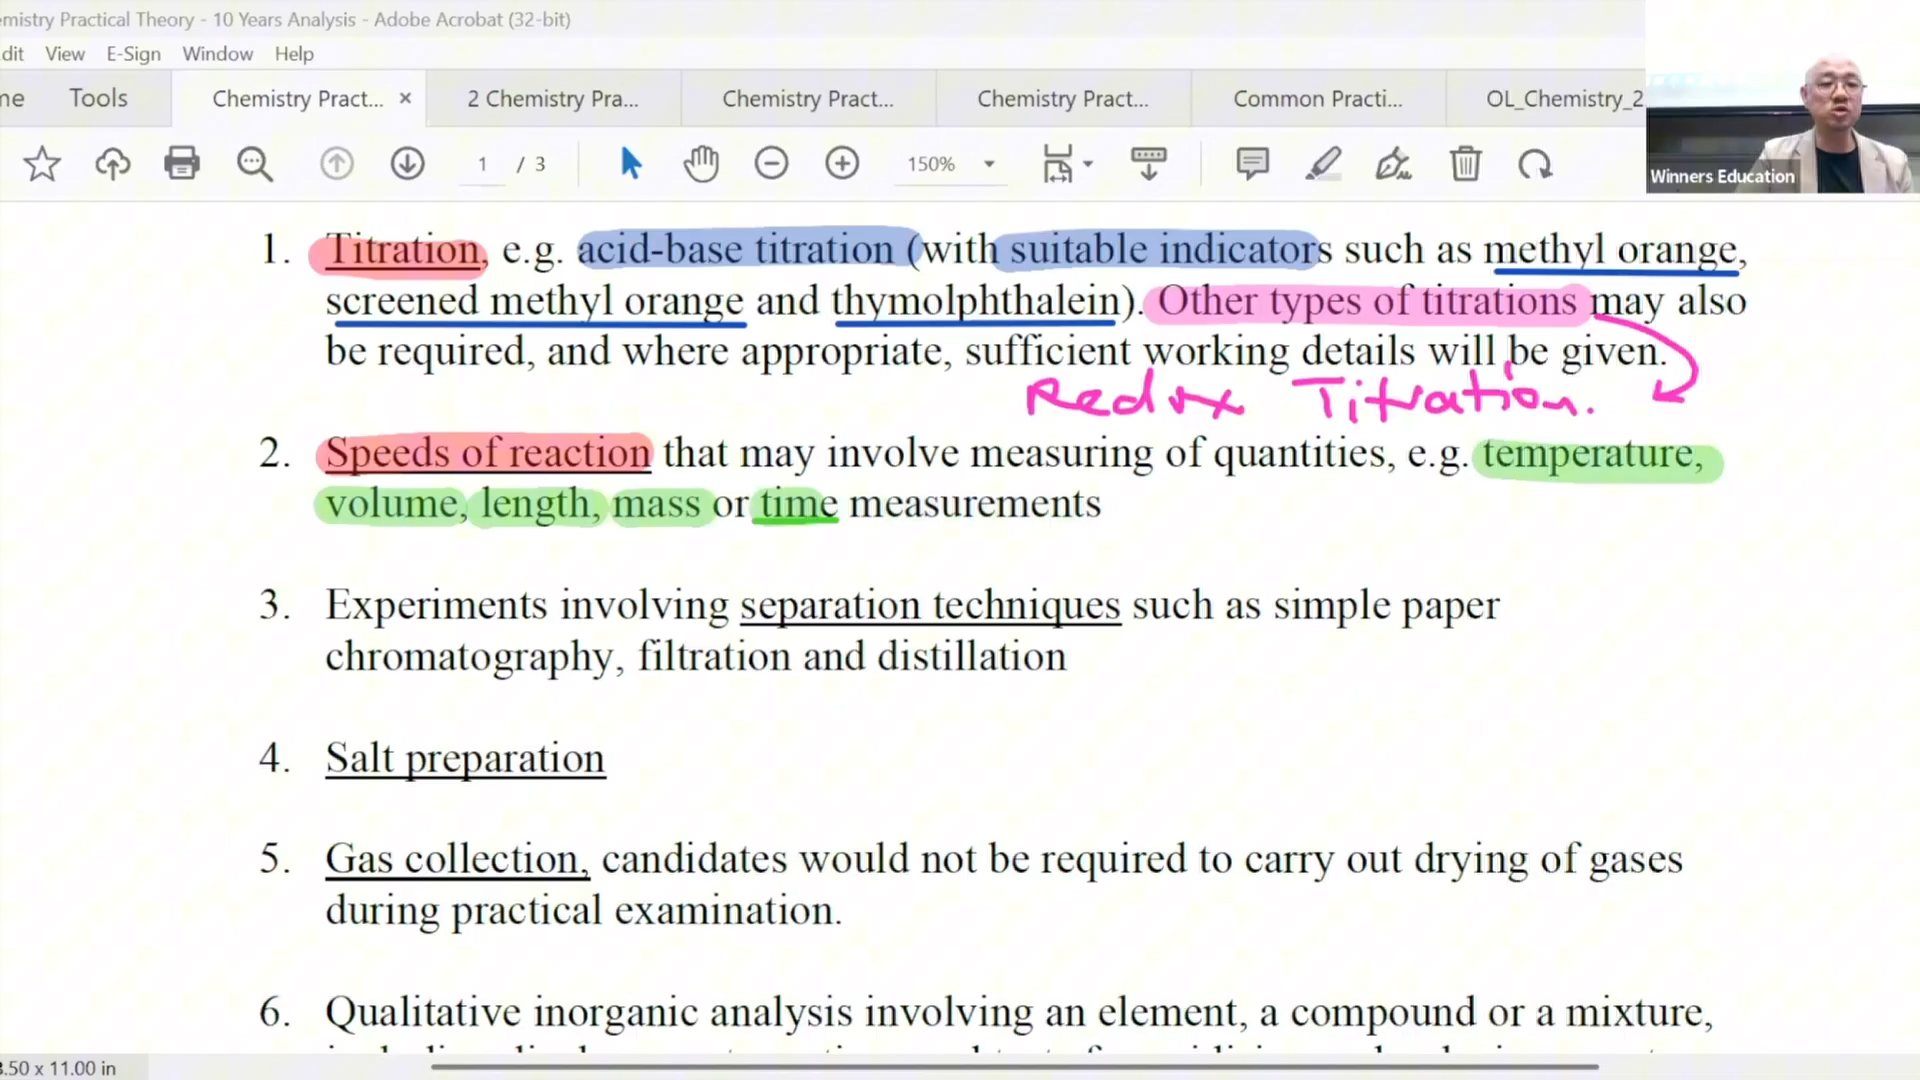 emistry Practical Theory - 10 Years Analysis - Adobe Acrobat (32-bit)
dit View E-Sign Window Help
me Tools Chemistry Pract... × 2 Chemistry Pra... Chemistry Pract... Chemistry Pract... Common Practi... OL_Chemistry_2
1 / 3 150%
Winners Education
1. Titration, e.g. acid-base titration (with suitable indicators such as methyl orange,
screened methyl orange and thymolphthalein). Other types of titrations may also
be required, and where appropriate, sufficient working details will be given.
Redox Titration.
2. Speeds of reaction that may involve measuring of quantities, e.g. temperature,
volume, length, mass or time measurements
3. Experiments involving separation techniques such as simple paper
chromatography, filtration and distillation
4. Salt preparation
5. Gas collection, candidates would not be required to carry out drying of gases
during practical examination.
6. Qualitative inorganic analysis involving an element, a compound or a mixture,
8.50 x 11.00 in